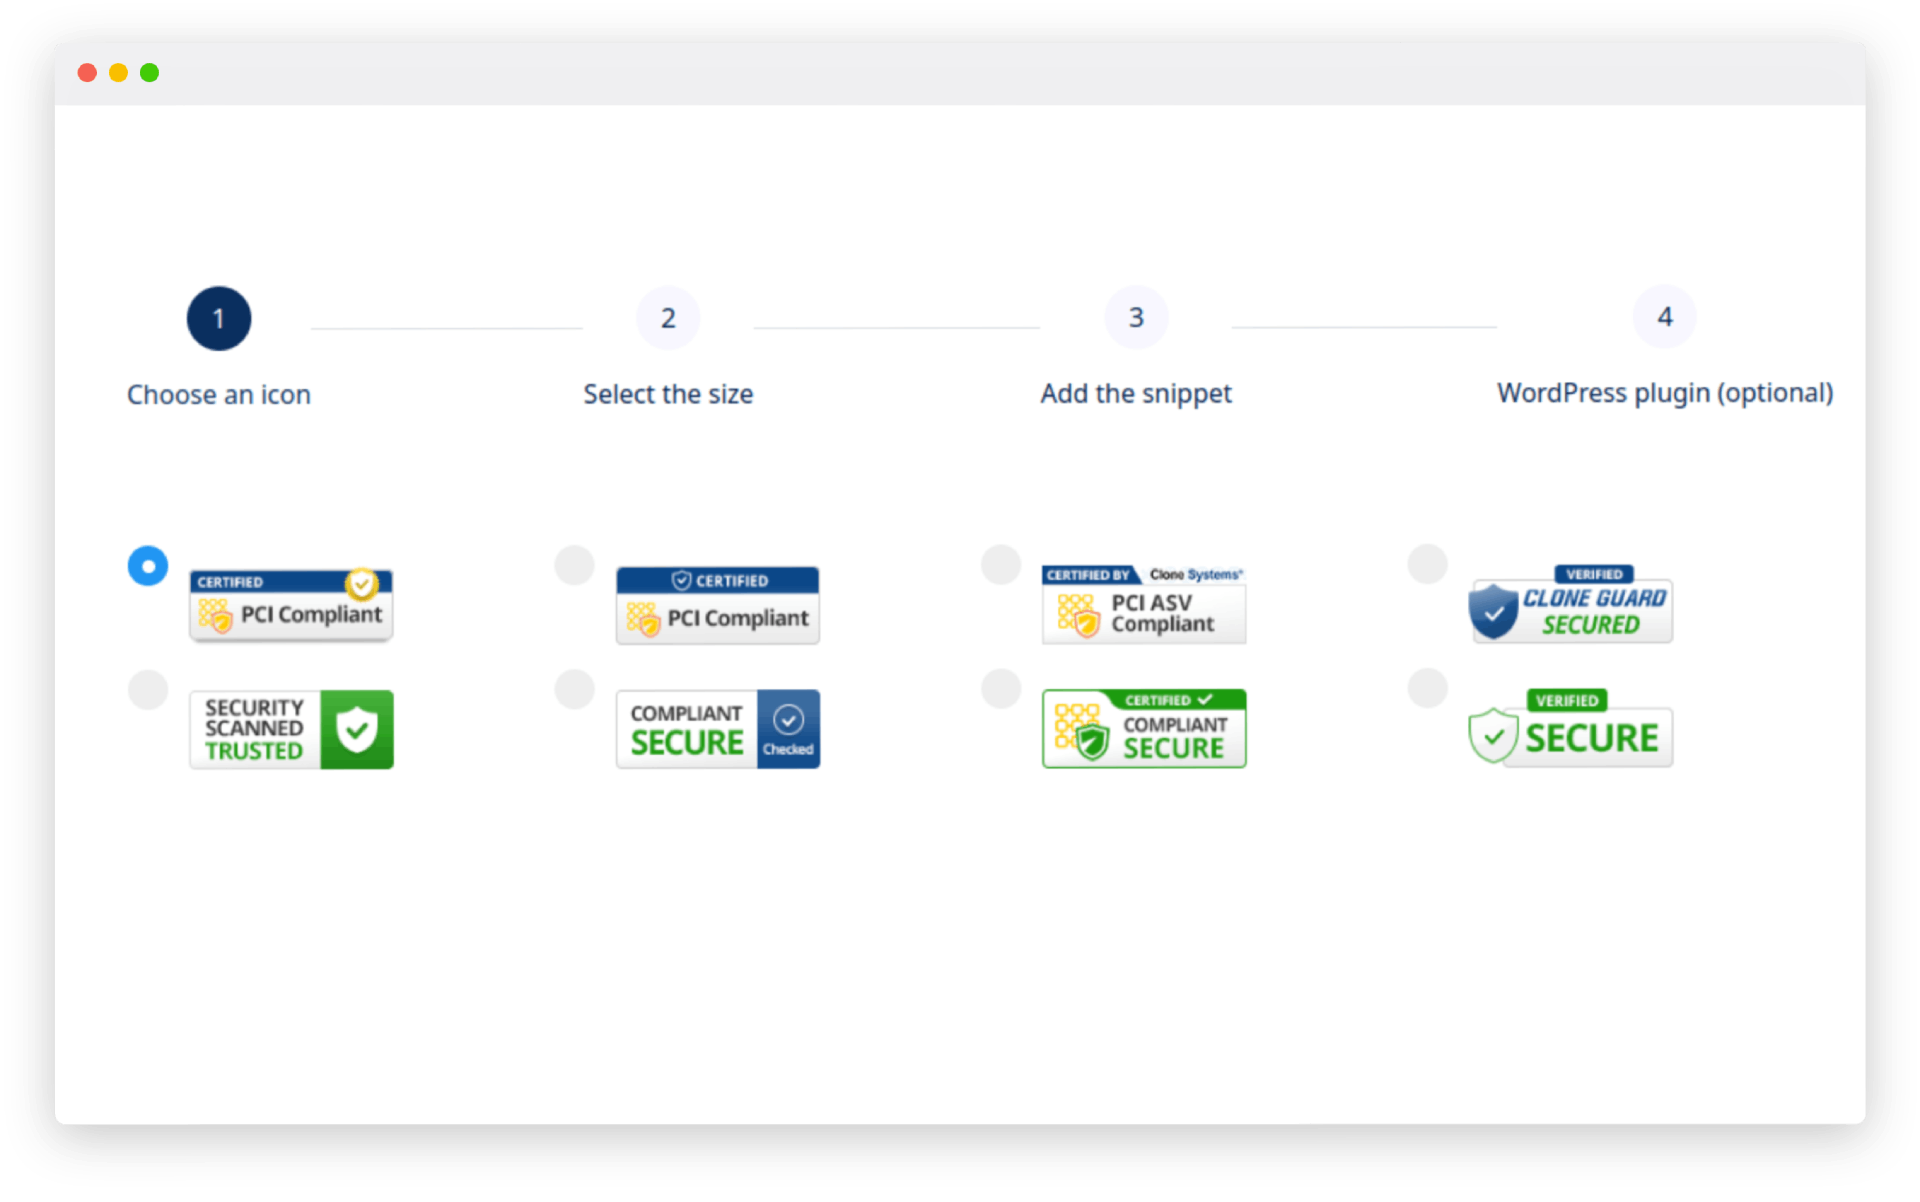 1
2
3
4
Choose an icon
Select the size
Add the snippet
WordPress plugin (optional)
CERTIFIED
PCI Compliant
CERTIFIED
PCI Compliant
CERTIFIED BY Clone Systems®
PCI ASV
Compliant
VERIFIED
CLONE GUARD
SECURED
SECURITY
SCANNED
TRUSTED
COMPLIANT
SECURE
Checked
CERTIFIED
COMPLIANT
SECURE
VERIFIED
SECURE